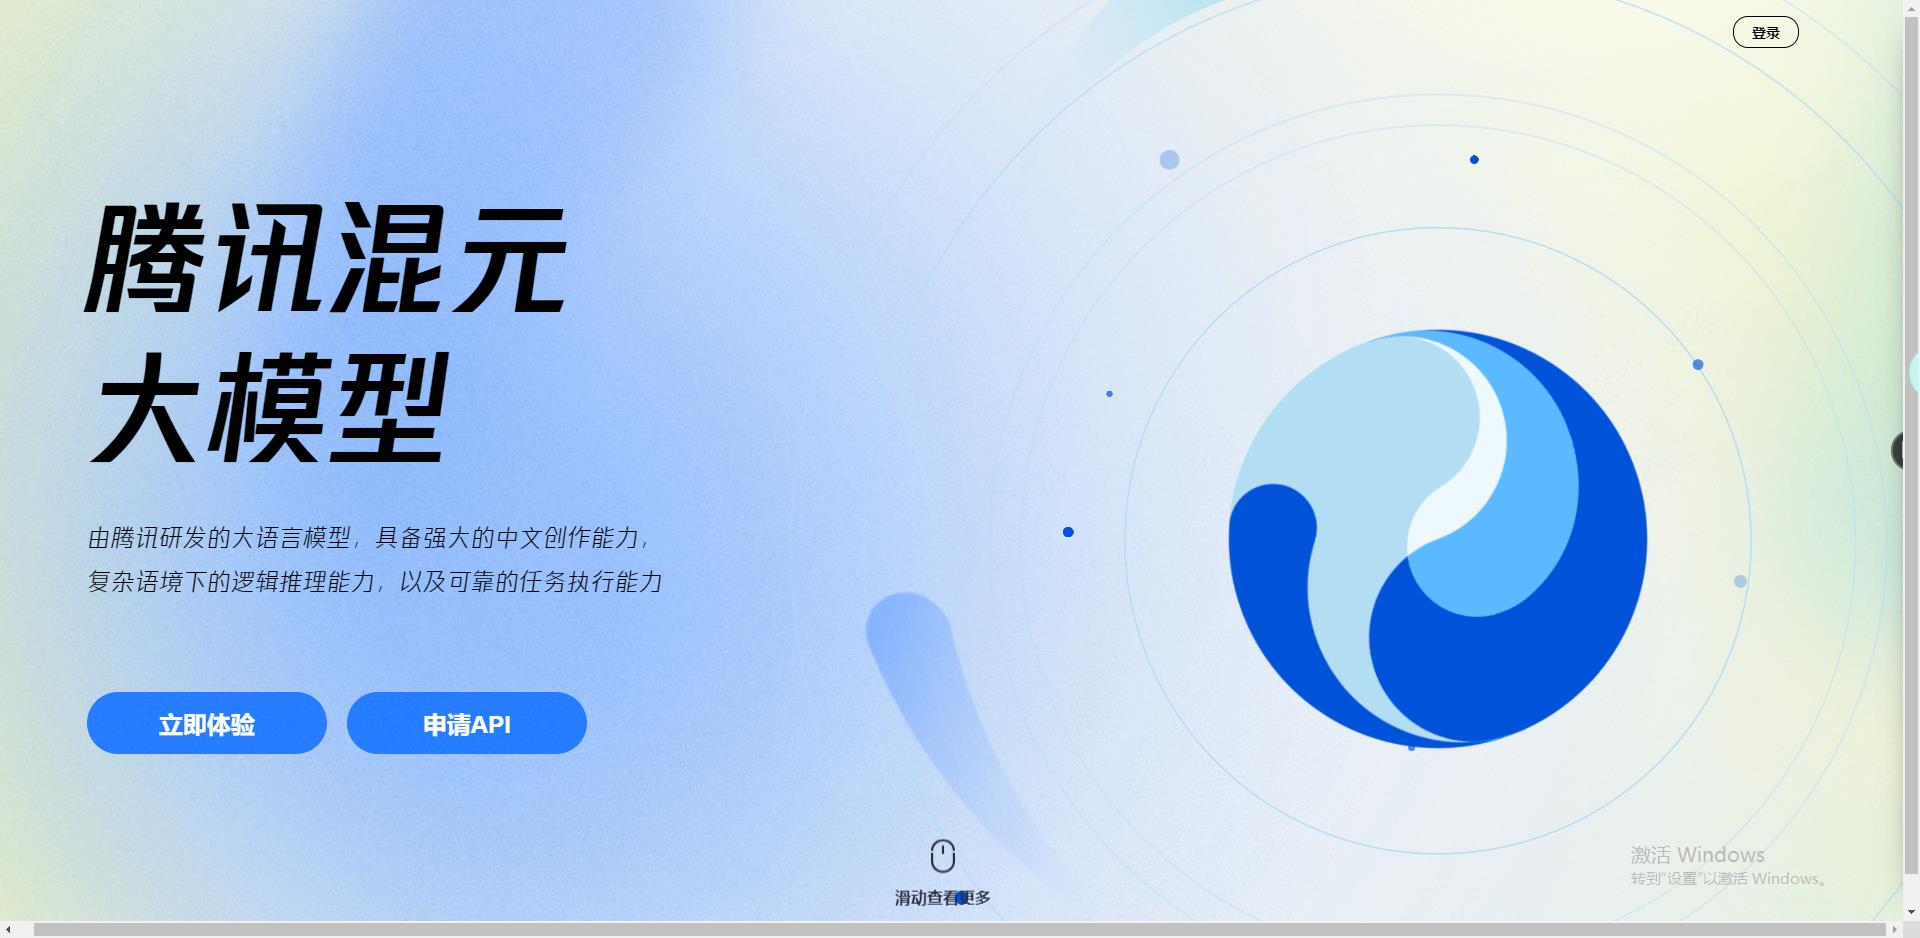 登录
腾讯混元
大模型
由腾讯研发的大语言模型，具备强大的中文创作能力，
复杂语境下的逻辑推理能力，以及可靠的任务执行能力
立即体验
申请API
滑动查看更多
激活 Windows
转到“设置”以激活 Windows。